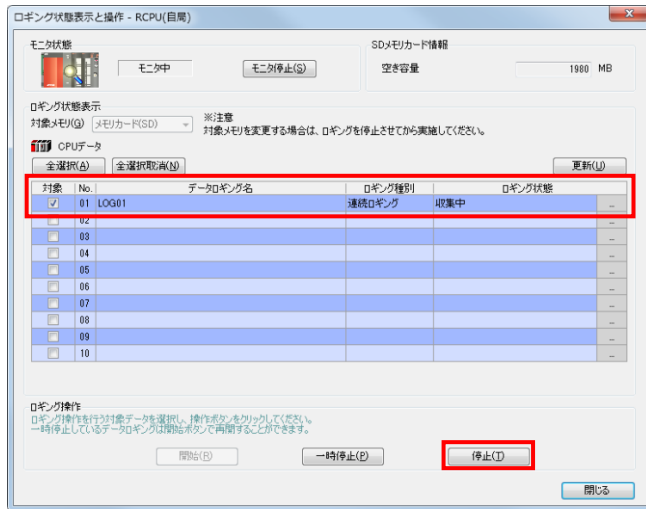 ロギング状態表示と操作 - RCPU(自局)
モニタ状態
モニタ中
モニタ停止(S)
SDメモリカード情報
空き容量
1980 MB
ロギング状態表示
対象メモリ(G) メモリカード(SD)
※注意
対象メモリを変更する場合は、ロギングを停止させてから実施してください。
CPUデータ
全選択(A) 全選択取消(N) 更新(U)
対象 No. データロギング名 ロギング種別 ロギング状態
01 LOG01 連続ロギング 収集中 ...
02 ...
03 ...
04 ...
05 ...
06 ...
07 ...
08 ...
09 ...
10 ...
ロギング操作
ロギング操作を行う対象データを選択し、操作ボタンをクリックしてください。
一時停止しているデータロギングは開始ボタンで再開することができます。
開始(R) 一時停止(P) 停止(T)
閉じる